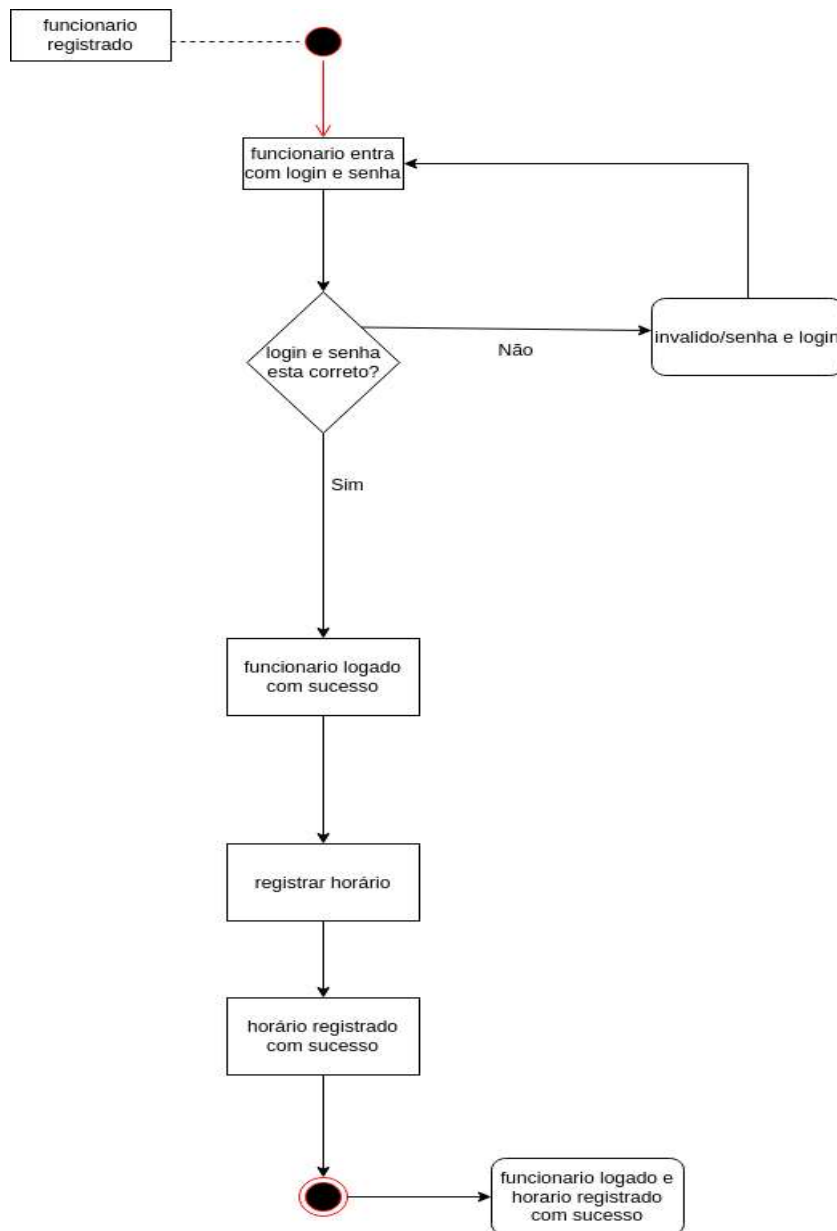 funcionario
registrado
funcionario entra
com login e senha
login e senha
esta correto?
Não
invalido/senha e login
Sim
funcionario logado
com sucesso
registrar horário
horário registrado
com sucesso
funcionario logado e
horario registrado
com sucesso